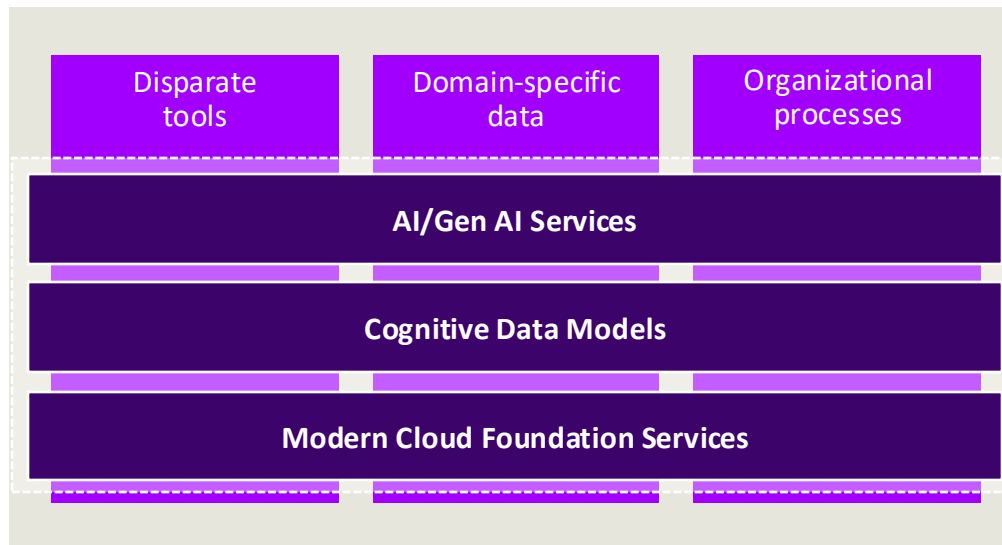 Disparate
tools
Domain-specific
data
Organizational
processes
AI/Gen AI Services
Cognitive Data Models
Modern Cloud Foundation Services